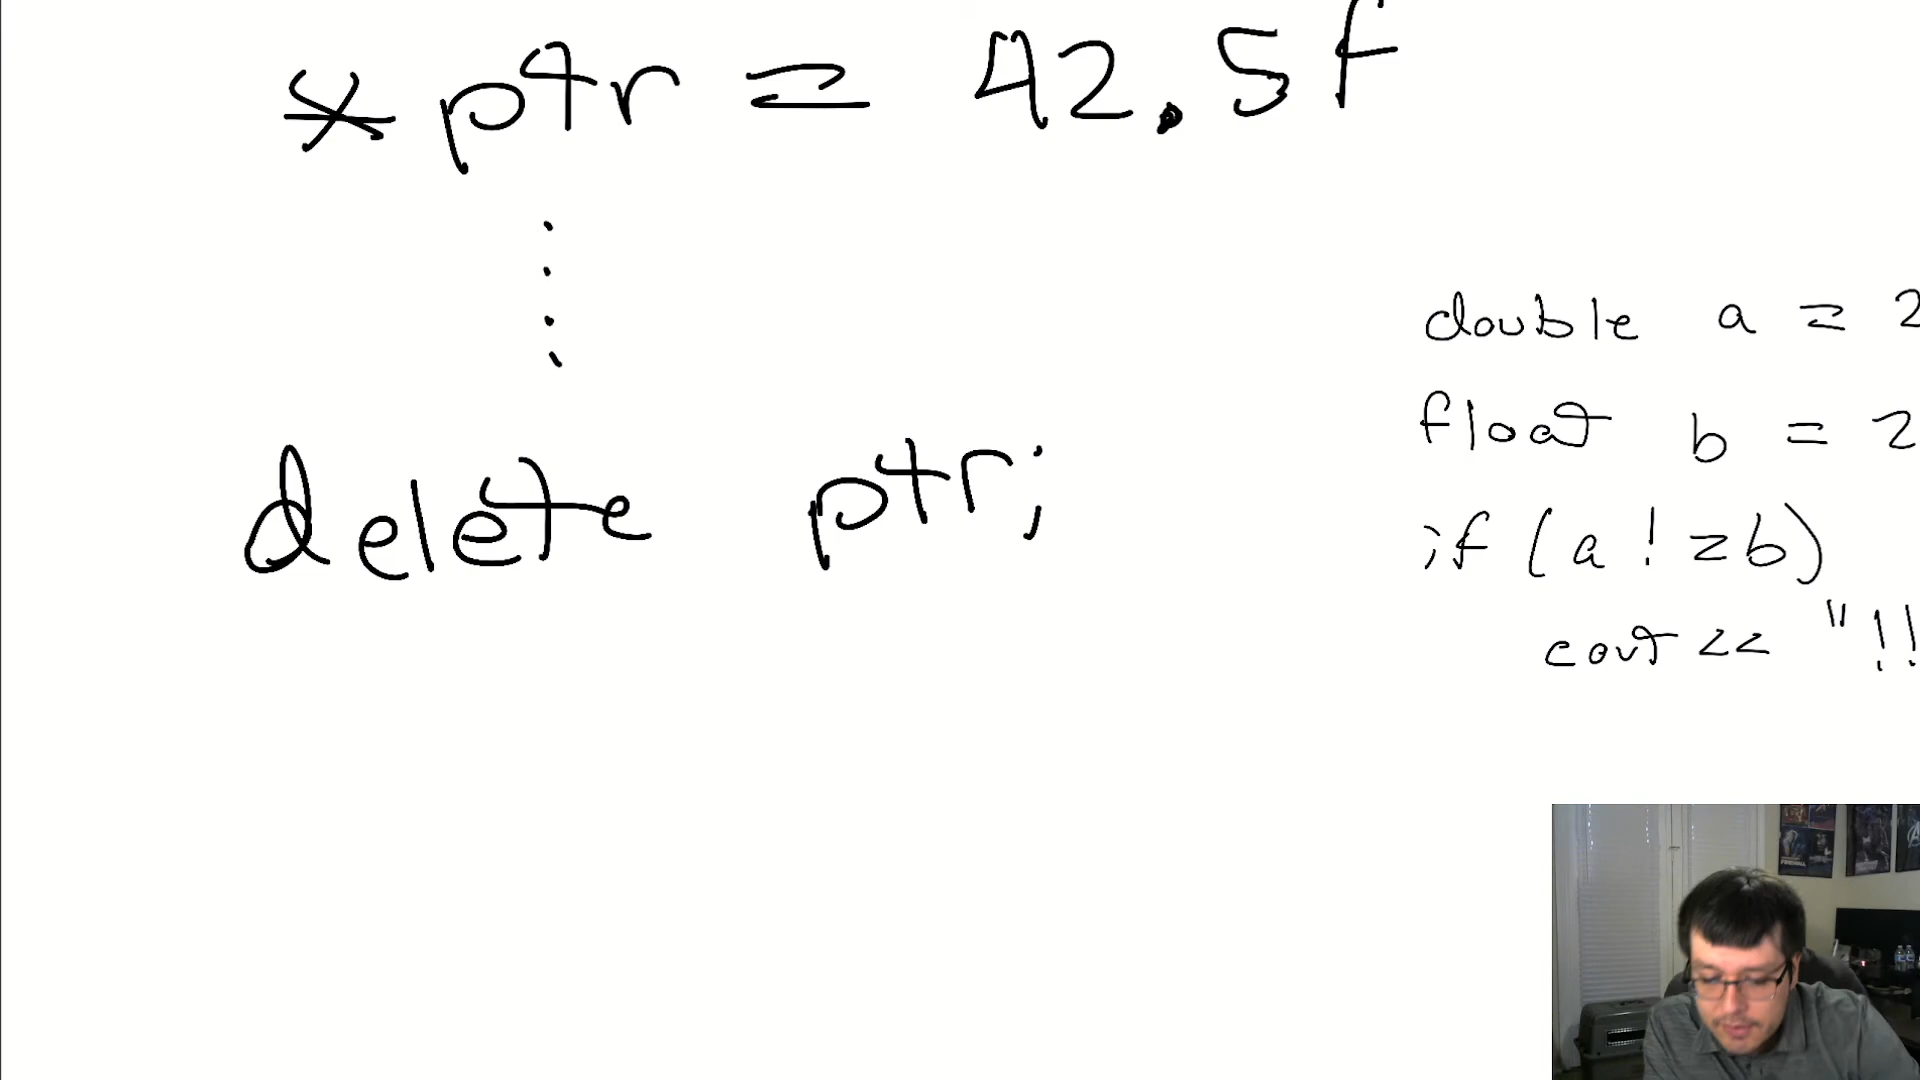 *ptr = 42.5f
delete ptr;
double a = 2
float b = 2
if (a != b)
cout << "!!